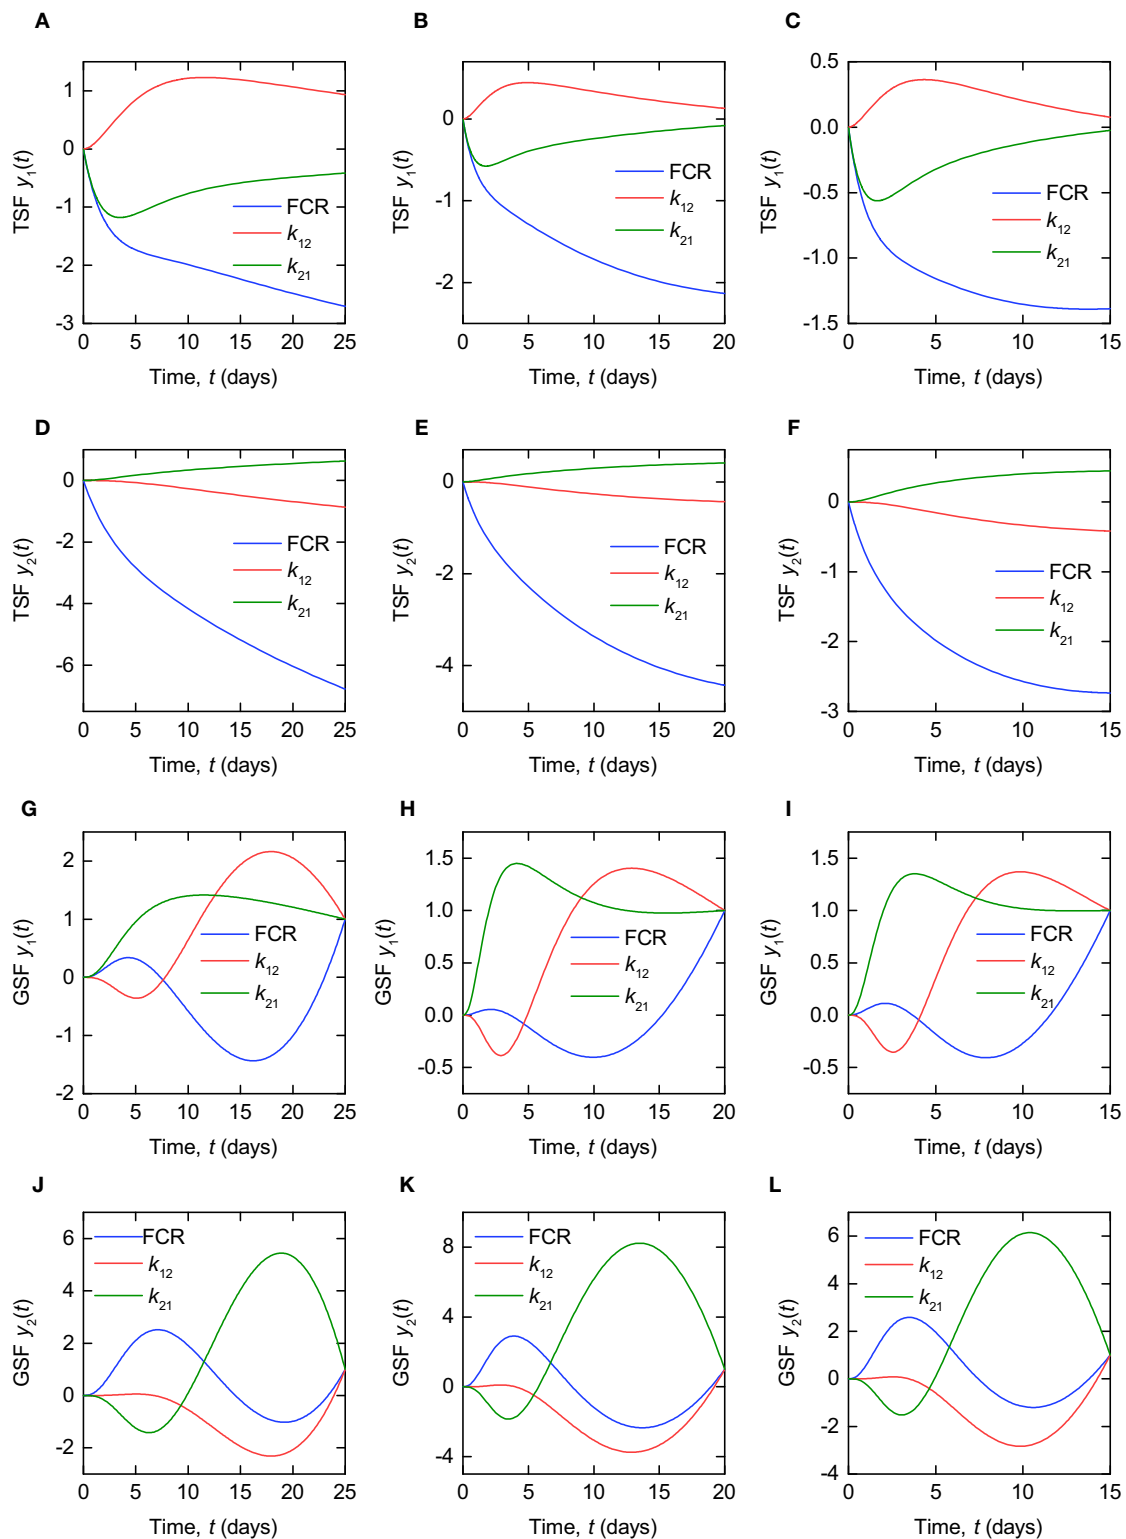 A
B
C
TSF y1(t)
1
0
-1
-2
-3
0 5 10 15 20 25
Time, t (days)
FCR
k12
k21
TSF y1(t)
0
-1
-2
0 5 10 15 20
Time, t (days)
FCR
k12
k21
TSF y1(t)
0.5
0.0
-0.5
-1.0
-1.5
0 5 10 15
Time, t (days)
FCR
k12
k21
D
E
F
TSF y2(t)
0
-2
-4
-6
0 5 10 15 20 25
Time, t (days)
FCR
k12
k21
TSF y2(t)
0
-2
-4
0 5 10 15 20
Time, t (days)
FCR
k12
k21
TSF y2(t)
0
-1
-2
-3
0 5 10 15
Time, t (days)
FCR
k12
k21
G
H
I
GSF y1(t)
2
1
0
-1
-2
0 5 10 15 20 25
Time, t (days)
FCR
k12
k21
GSF y1(t)
1.5
1.0
0.5
0.0
-0.5
0 5 10 15 20
Time, t (days)
FCR
k12
k21
GSF y1(t)
1.5
1.0
0.5
0.0
-0.5
0 5 10 15
Time, t (days)
FCR
k12
k21
J
K
L
GSF y2(t)
6
4
2
0
-2
0 5 10 15 20 25
Time, t (days)
FCR
k12
k21
GSF y2(t)
8
4
0
-4
0 5 10 15 20
Time, t (days)
FCR
k12
k21
GSF y2(t)
6
4
2
0
-2
-4
0 5 10 15
Time, t (days)
FCR
k12
k21